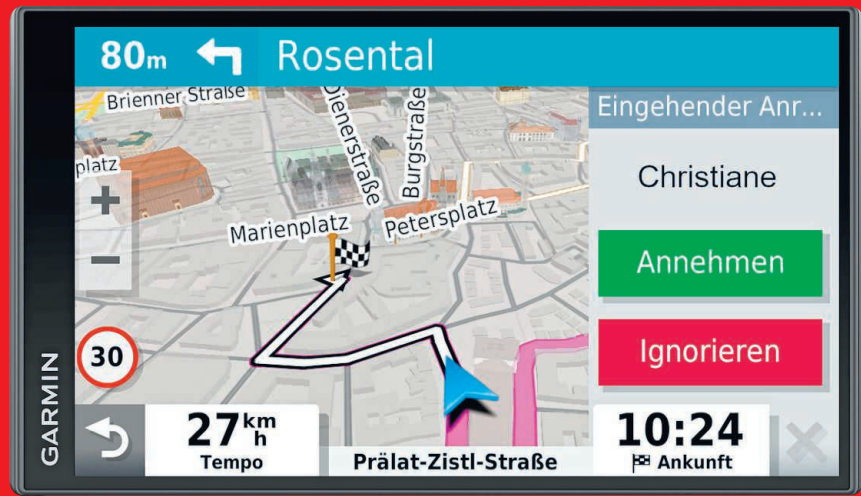 80m Rosental
Brienner Straße
Dienerstraße
Burgstraße
platz
Marienplatz
Petersplatz
Eingehender Anr...
Christiane
Annehmen
Ignorieren
+
−
30
GARMIN
27 km/h
Tempo
Prälat-Zistl-Straße
10:24
Ankunft